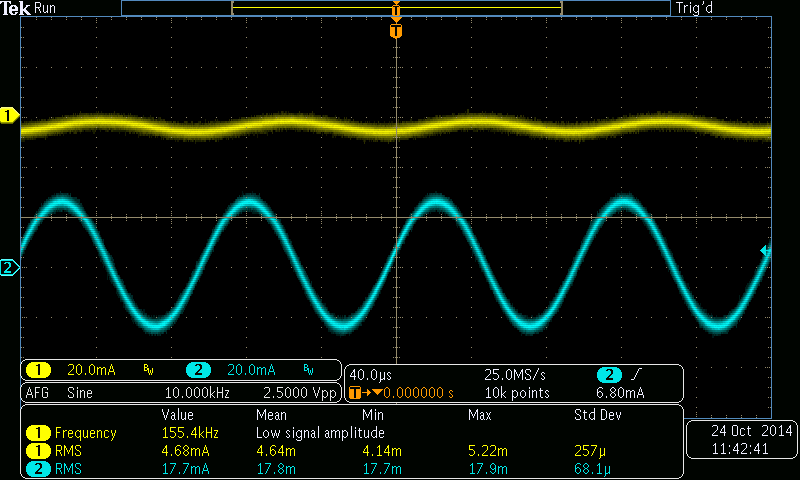 Tek Run Trig'd
T
T
1
2
1 20.0mA BW 2 20.0mA BW
AFG Sine 10.000kHz 2.5000 Vpp
40.0µs 25.0MS/s 2
T→▼0.000000 s 10k points 6.80mA
Value Mean Min Max Std Dev
1 Frequency 155.4kHz Low signal amplitude
1 RMS 4.68mA 4.64m 4.14m 5.22m 257µ
2 RMS 17.7mA 17.8m 17.7m 17.9m 68.1µ
24 Oct 2014
11:42:41